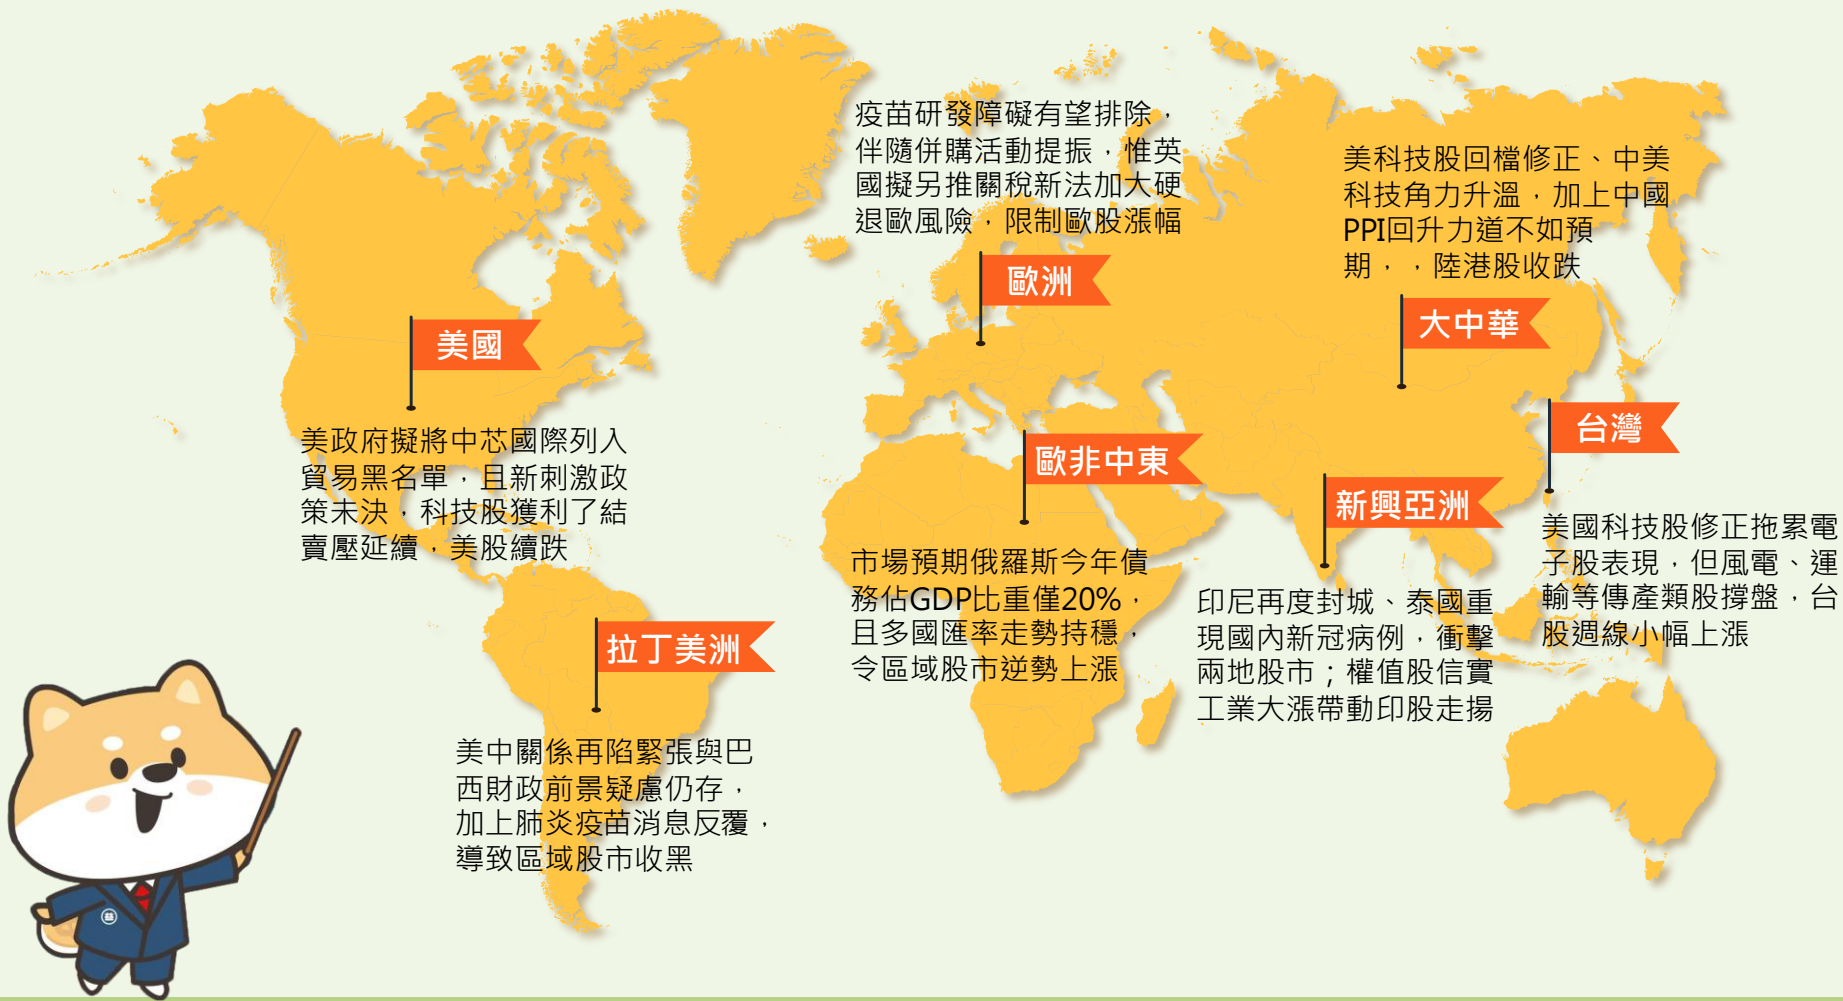 疫苗研發障礙有望排除，
伴隨併購活動提振，惟英
國擬另推關稅新法加大硬
退歐風險，限制歐股漲幅
歐洲
美科技股回檔修正、中美
科技角力升溫，加上中國
PPI回升力道不如預
期，，陸港股收跌
大中華
美國
美政府擬將中芯國際列入
貿易黑名單，且新刺激政
策未決，科技股獲利了結
賣壓延續，美股續跌
歐非中東
市場預期俄羅斯今年債
務佔GDP比重僅20%，
且多國匯率走勢持穩，
令區域股市逆勢上漲
新興亞洲
印尼再度封城、泰國重
現國內新冠病例，衝擊
兩地股市；權值股信實
工業大漲帶動印股走揚
台灣
美國科技股修正拖累電
子股表現，但風電、運
輸等傳產類股撐盤，台
股週線小幅上漲
拉丁美洲
美中關係再陷緊張與巴
西財政前景疑慮仍存，
加上肺炎疫苗消息反覆，
導致區域股市收黑